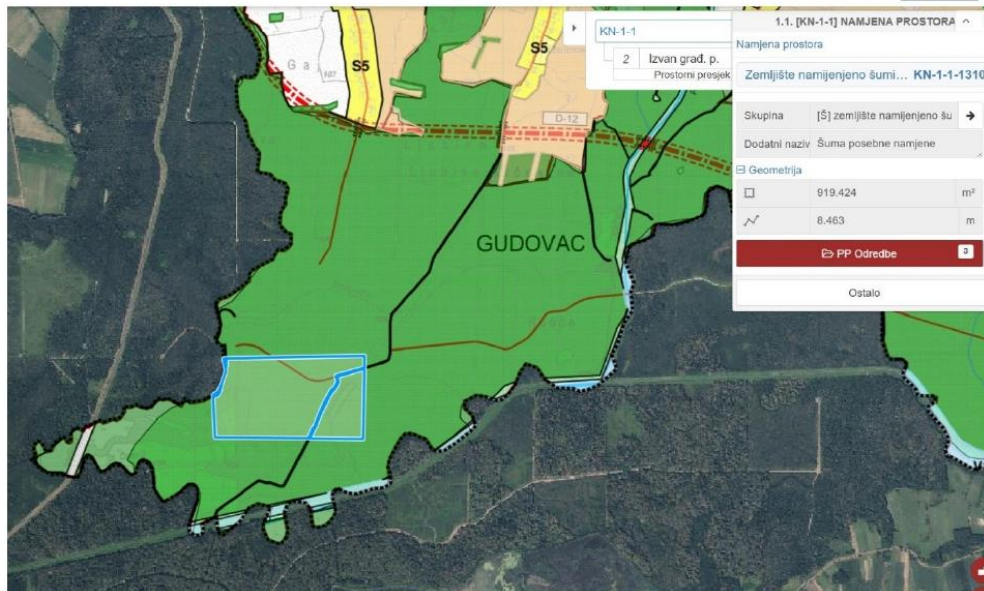 KN-1-1
2 Izvan građ. p.
Prostorni presjek
1.1. [KN-1-1] NAMJENA PROSTORA
Namjena prostora
Zemljište namijenjeno šumi... KN-1-1-1310
Skupina [Š] zemljište namijenjeno šu
Dodatni naziv Šuma posebne namjene
Geometrija
919.424 m²
8.463 m
PP Odredbe 3
Ostalo
S5
S5
G a j
107
D-12
GUDOVAC